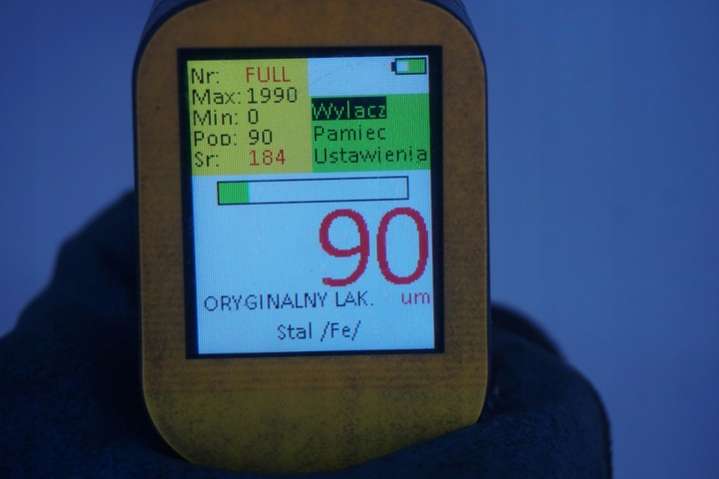 Nr: FULL
Max: 1990
Min: 0
Pop: 90
Sr: 184
Wylacz
Pamiec
Ustawienia
90
ORYGINALNY LAK. um
Stal /Fe/